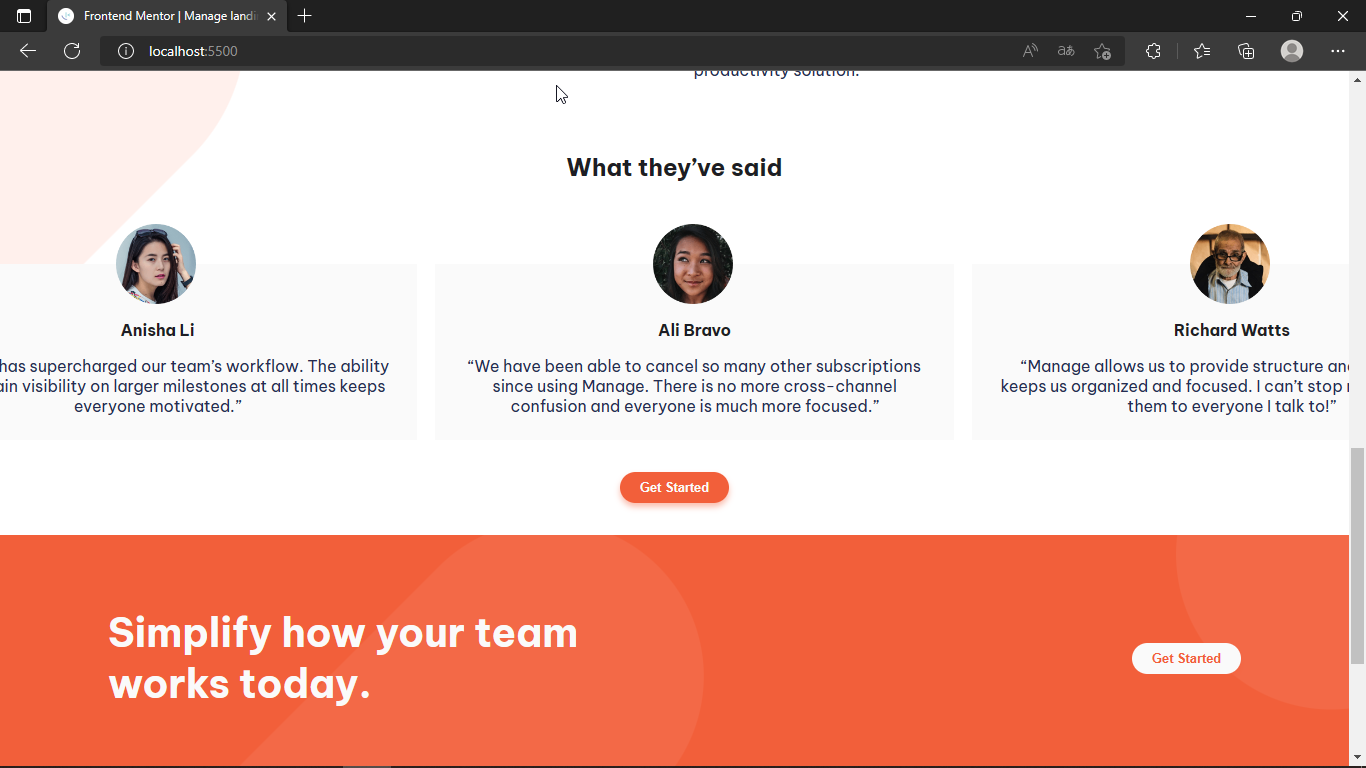 Frontend Mentor | Manage landi
localhost:5500
productivity solution.
What they’ve said
Anisha Li
has supercharged our team’s workflow. The ability
ain visibility on larger milestones at all times keeps
everyone motivated.”
Ali Bravo
“We have been able to cancel so many other subscriptions
since using Manage. There is no more cross-channel
confusion and everyone is much more focused.”
Richard Watts
“Manage allows us to provide structure an
keeps us organized and focused. I can’t stop
them to everyone I talk to!”
Get Started
Simplify how your team
works today.
Get Started